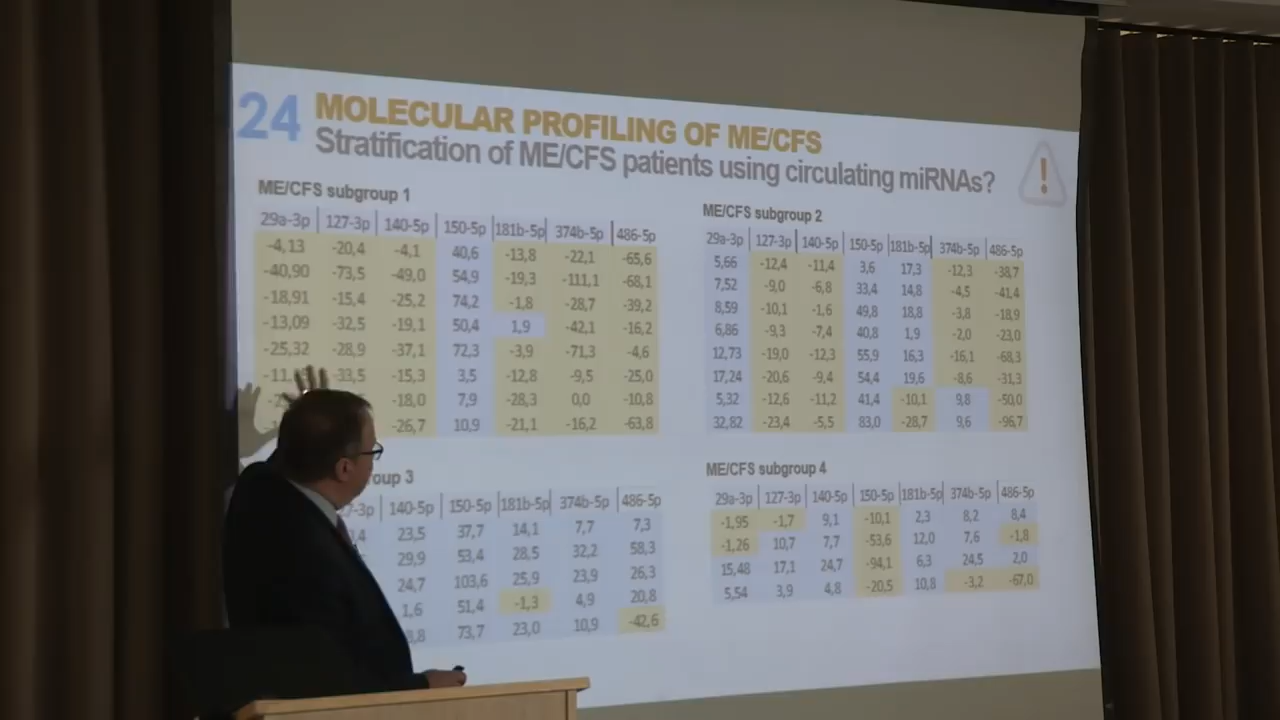 24
MOLECULAR PROFILING OF ME/CFS
Stratification of ME/CFS patients using circulating miRNAs?
!
ME/CFS subgroup 1
29a-3p 127-3p 140-5p 150-5p 181b-5p 374b-5p 486-5p
-4,13 -20,4 -4,1 40,6 -13,8 -22,1 -65,6
-40,90 -73,5 -49,0 54,9 -19,3 -111,1 -68,1
-18,91 -15,4 -25,2 74,2 -1,8 -28,7 -39,2
-13,09 -32,5 -19,1 50,4 1,9 -42,1 -16,2
-25,32 -28,9 -37,1 72,3 -3,9 -71,3 -4,6
-33,5 -15,3 3,5 -12,8 -9,5 -25,0
-18,0 7,9 -28,3 0,0 -10,8
-26,7 10,9 -21,1 -16,2 -63,8
ME/CFS subgroup 2
29a-3p 127-3p 140-5p 150-5p 181b-5p 374b-5p 486-5p
5,66 -12,4 -11,4 3,6 17,3 -12,3 -38,7
7,52 -9,0 -6,8 33,4 14,8 -4,5 -41,4
8,59 -10,1 -1,6 49,8 18,8 -3,8 -18,9
6,86 -9,3 -7,4 40,8 1,9 -2,0 -23,0
12,73 -19,0 -12,3 55,9 16,3 -16,1 -68,3
17,24 -20,6 -9,4 54,4 19,6 -8,6 -31,3
5,32 -12,6 -11,2 41,4 -10,1 9,8 -50,0
32,82 -23,4 -5,5 83,0 -28,7 9,6 -96,7
roup 3
7-3p 140-5p 150-5p 181b-5p 374b-5p 486-5p
23,5 37,7 14,1 7,7 7,3
29,9 53,4 28,5 32,2 58,3
24,7 103,6 25,9 23,9 26,3
1,6 51,4 -1,3 4,9 20,8
8,8 73,7 23,0 10,9 -42,6
ME/CFS subgroup 4
29a-3p 127-3p 140-5p 150-5p 181b-5p 374b-5p 486-5p
-1,95 -1,7 9,1 -10,1 2,3 8,2 8,4
-1,26 10,7 7,7 -53,6 12,0 7,6 -1,8
15,48 17,1 24,7 -94,1 6,3 24,5 2,0
5,54 3,9 4,8 -20,5 10,8 -3,2 -67,0